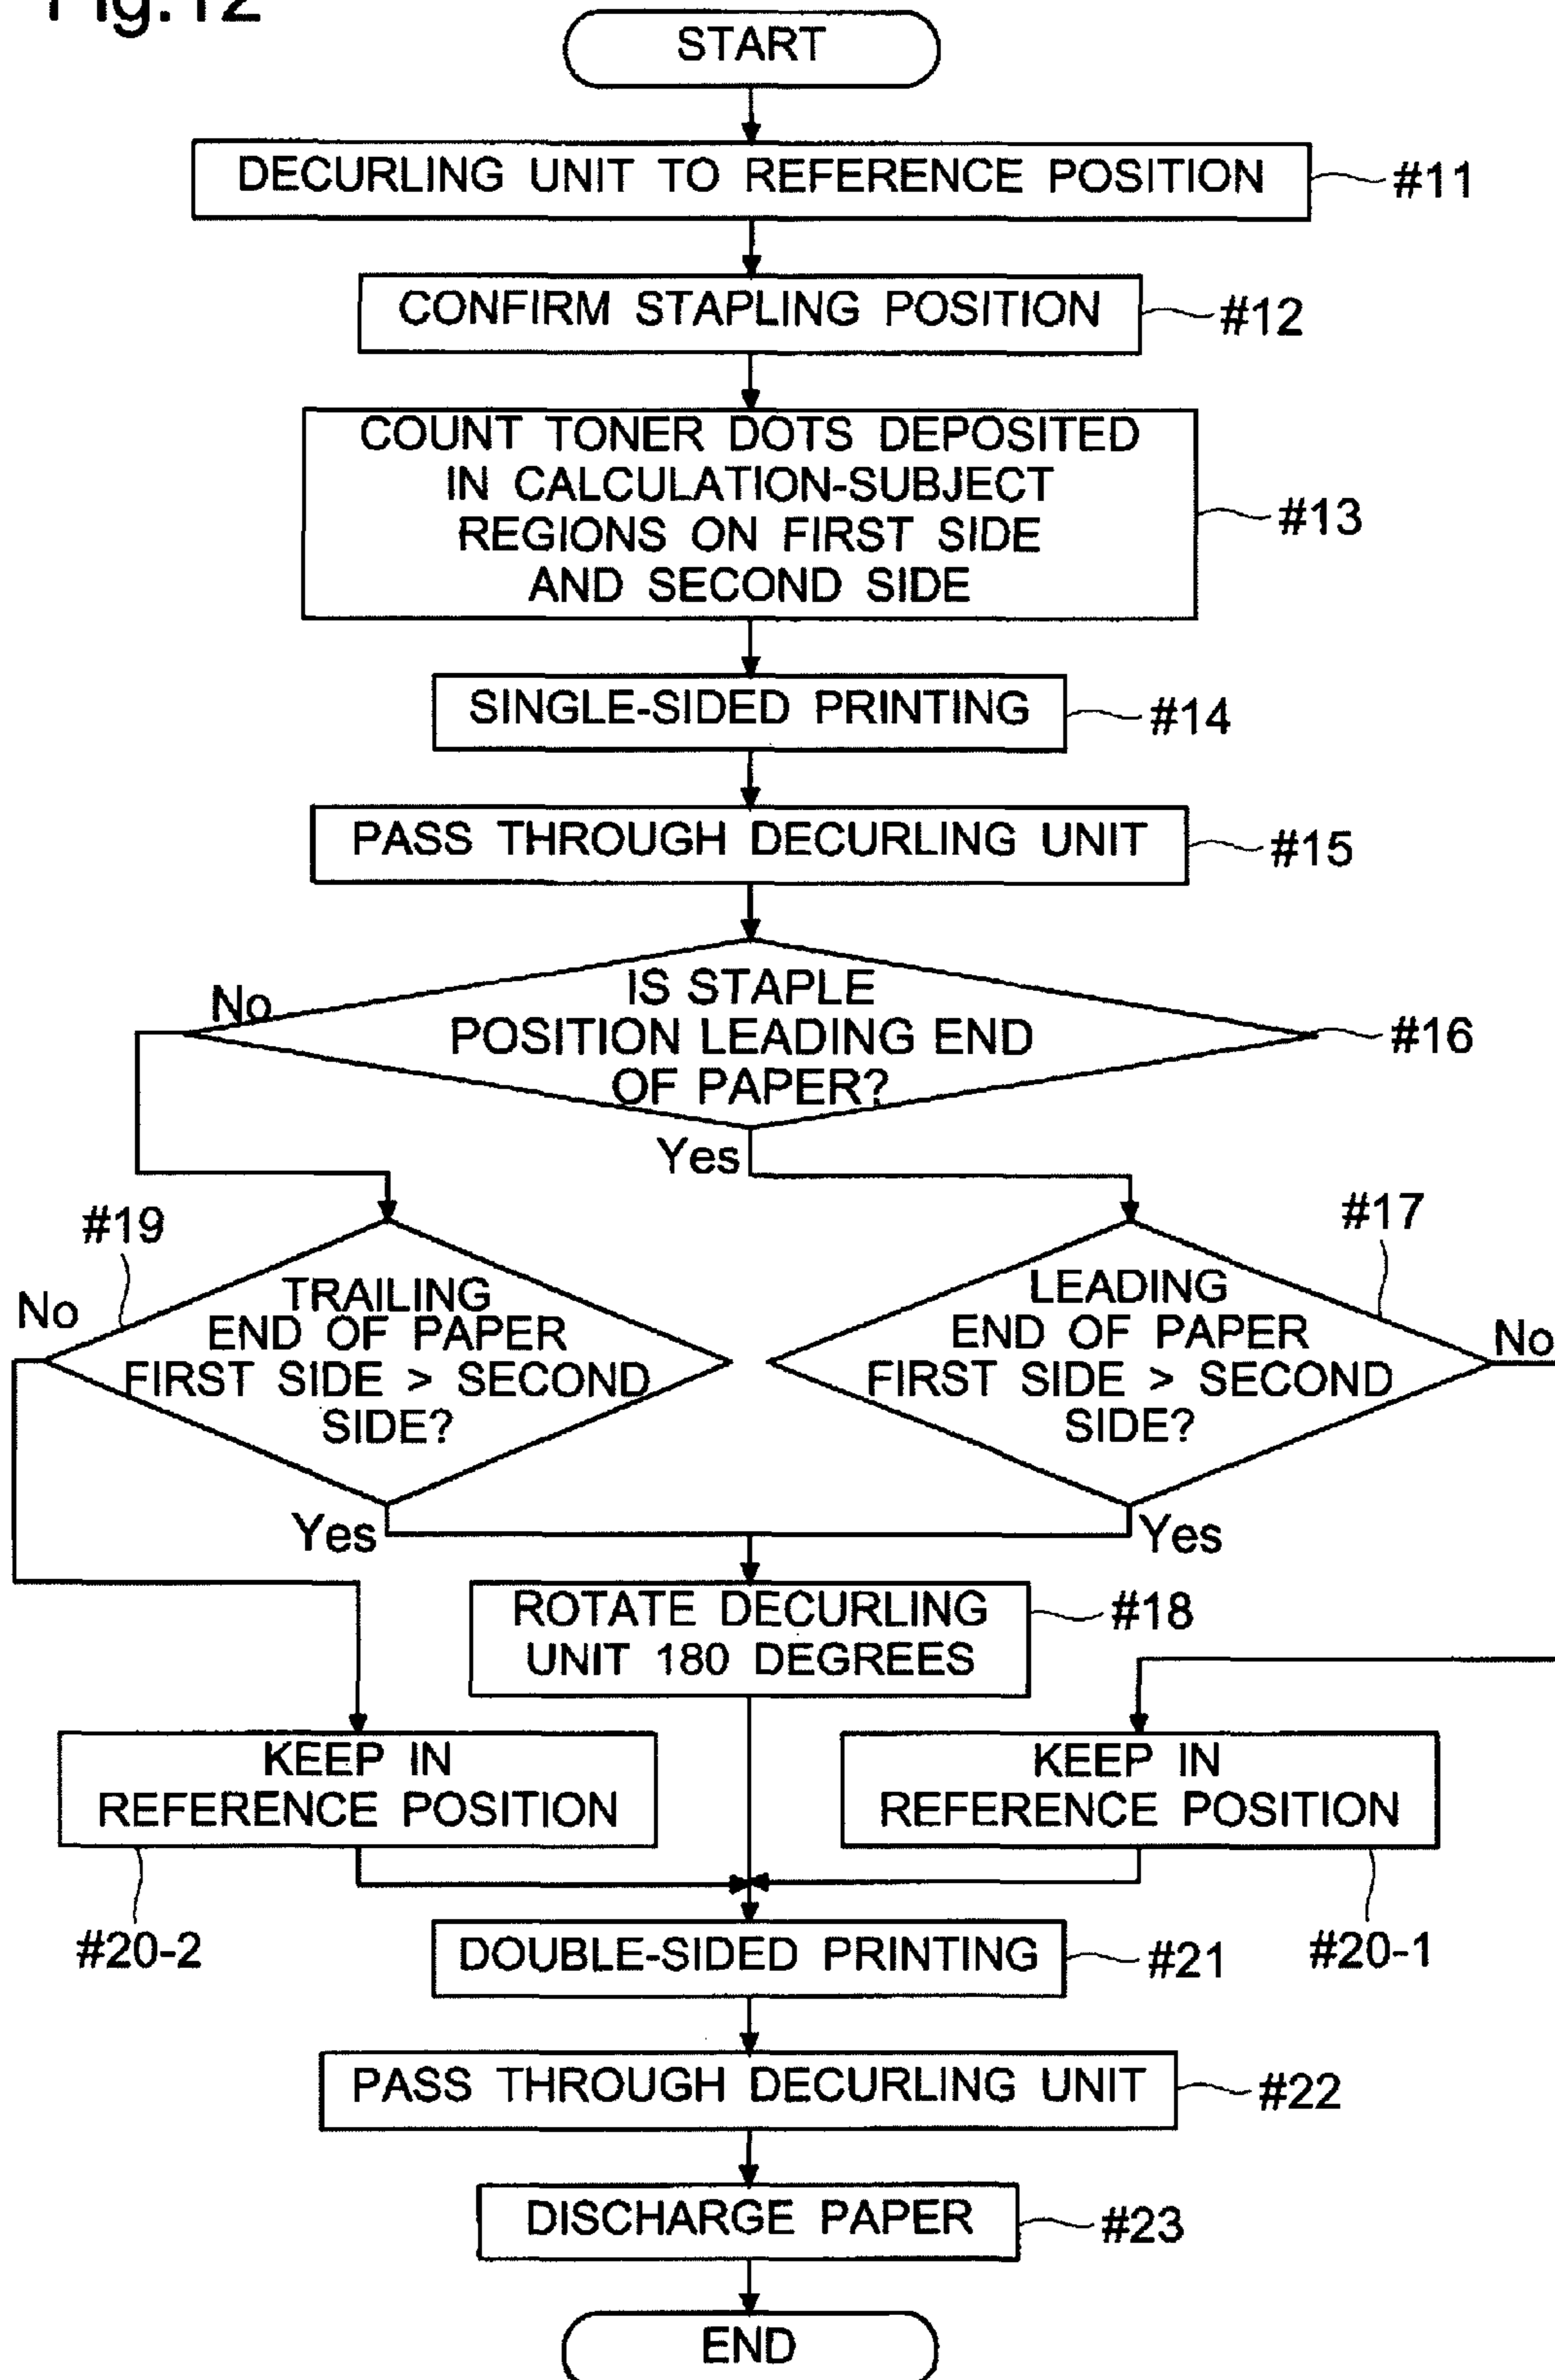 Fig.12
START
DECURLING UNIT TO REFERENCE POSITION
#11
CONFIRM STAPLING POSITION
#12
COUNT TONER DOTS DEPOSITED
IN CALCULATION-SUBJECT
REGIONS ON FIRST SIDE
AND SECOND SIDE
#13
SINGLE-SIDED PRINTING
#14
PASS THROUGH DECURLING UNIT
#15
No
IS STAPLE
POSITION LEADING END
OF PAPER?
#16
Yes
#19
No
TRAILING
END OF PAPER
FIRST SIDE > SECOND
SIDE?
Yes
#17
LEADING
END OF PAPER
FIRST SIDE > SECOND
SIDE?
No
Yes
ROTATE DECURLING
UNIT 180 DEGREES
#18
KEEP IN
REFERENCE POSITION
#20-2
KEEP IN
REFERENCE POSITION
#20-1
DOUBLE-SIDED PRINTING
#21
PASS THROUGH DECURLING UNIT
#22
DISCHARGE PAPER
#23
END